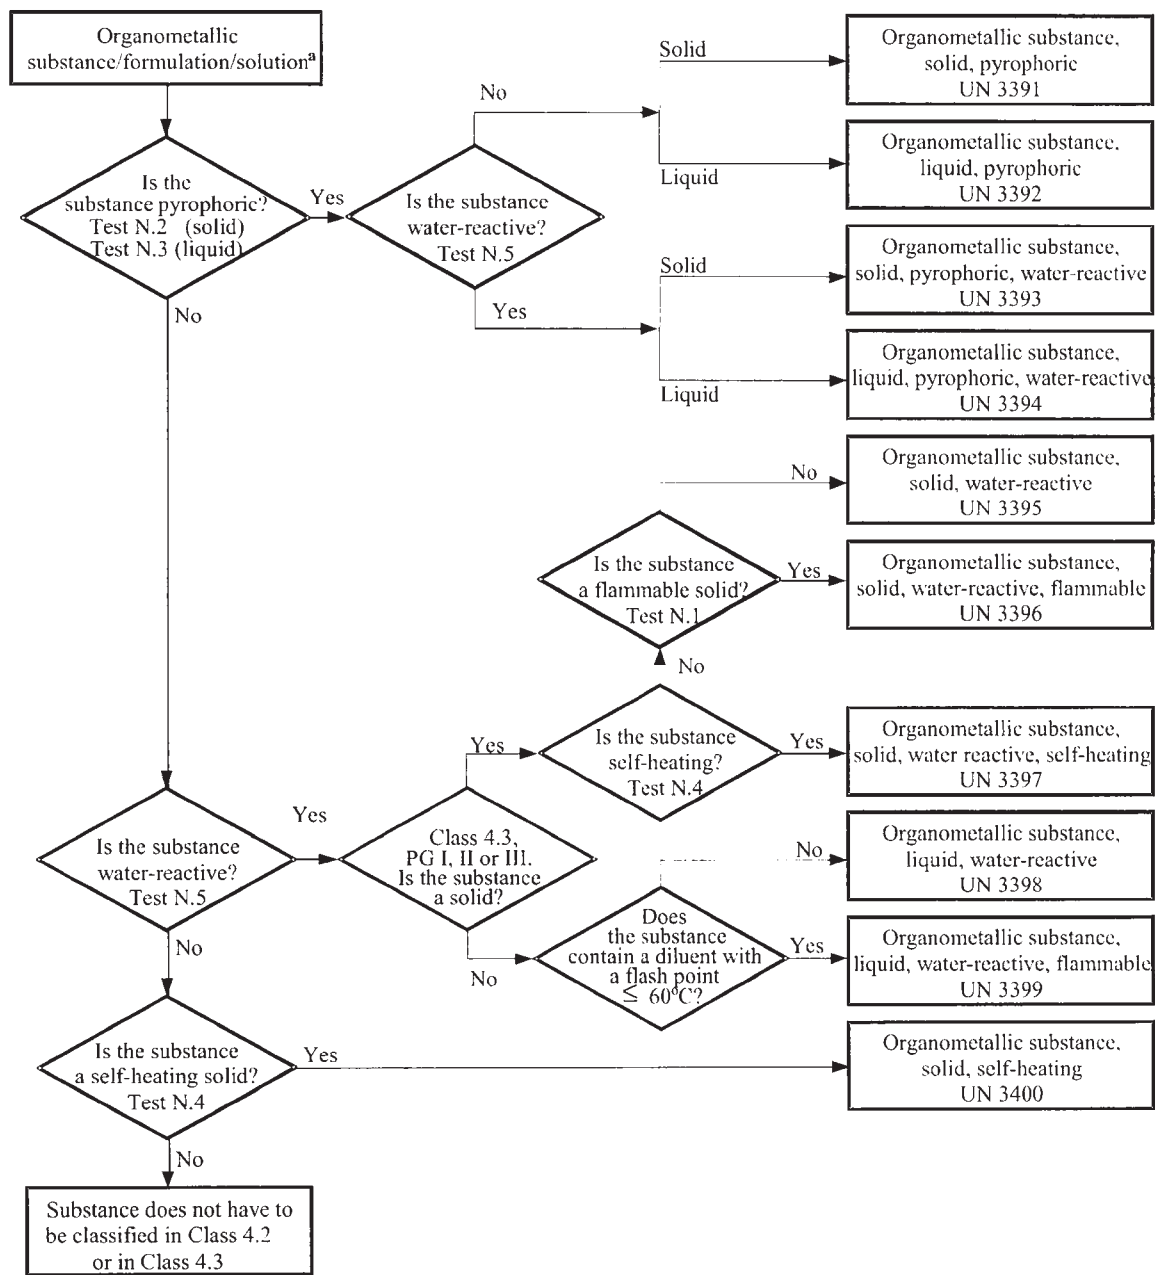 Organometallic
substance/formulation/solutionᵃ
Solid
Organometallic substance,
solid, pyrophoric
UN 3391
No
Liquid
Organometallic substance,
liquid, pyrophoric
UN 3392
Is the
substance pyrophoric?
Test N.2 (solid)
Test N.3 (liquid)
Yes
Is the substance
water-reactive?
Test N.5
Solid
Organometallic substance,
solid, pyrophoric, water-reactive
UN 3393
No
Yes
Liquid
Organometallic substance,
liquid, pyrophoric, water-reactive
UN 3394
No
Organometallic substance,
solid, water-reactive
UN 3395
Is the substance
a flammable solid?
Test N.1
Yes
Organometallic substance,
solid, water-reactive, flammable
UN 3396
No
Yes
Is the substance
self-heating?
Test N.4
Yes
Organometallic substance,
solid, water reactive, self-heating
UN 3397
Is the substance
water-reactive?
Test N.5
Yes
Class 4.3,
PG I, II or III.
Is the substance
a solid?
No
Organometallic substance,
liquid, water-reactive
UN 3398
No
No
Does
the substance
contain a diluent with
a flash point
≤ 60°C?
Yes
Organometallic substance,
liquid, water-reactive, flammable
UN 3399
Is the substance
a self-heating solid?
Test N.4
Yes
Organometallic substance,
solid, self-heating
UN 3400
No
Substance does not have to
be classified in Class 4.2
or in Class 4.3